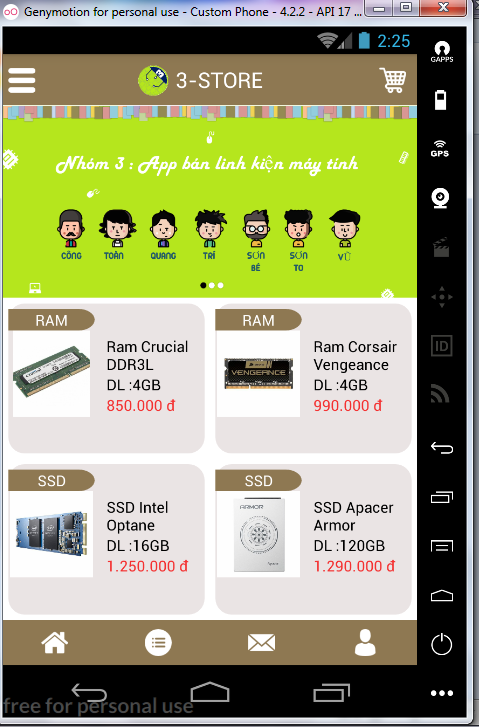 Genymotion for personal use - Custom Phone - 4.2.2 - API 17 ...
2:25
GAPPS
3-STORE
GPS
Nhóm 3 : App bán linh kiện máy tính
CÔNG TOÀN QUANG TRÍ SƠN BÉ SƠN TO VŨ
ID
RAM
Ram Crucial
DDR3L
DL :4GB
850.000 đ
RAM
VENGEANCE
Ram Corsair
Vengeance
DL :4GB
990.000 đ
SSD
SSD Intel
Optane
DL :16GB
1.250.000 đ
SSD
ARMOR
SSD Apacer
Armor
DL :120GB
1.290.000 đ
free for personal use